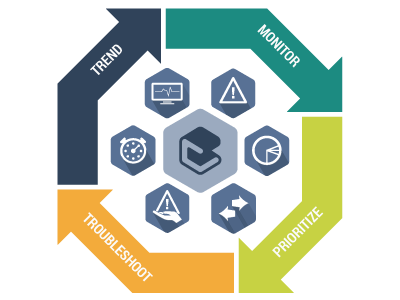 TREND
MONITOR
PRIORITIZE
TROUBLESHOOT